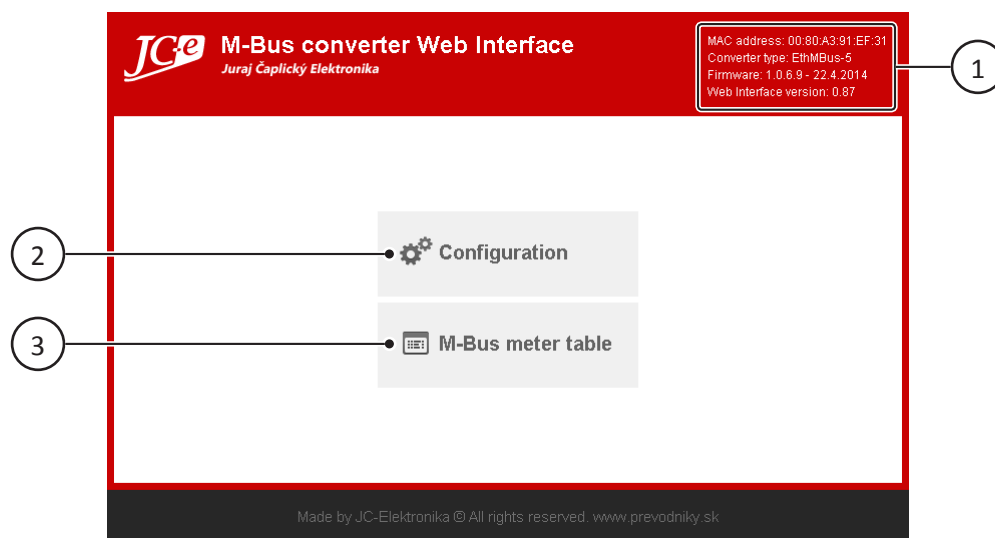 JC-e
M-Bus converter Web Interface
Juraj Čaplický Elektronika
MAC address: 00:80:A3:91:EF:31
Converter type: EthMBus-5
Firmware: 1.0.6.9 - 22.4.2014
Web Interface version: 0.87
1
2
Configuration
3
M-Bus meter table
Made by JC-Elektronika © All rights reserved. www.prevodniky.sk